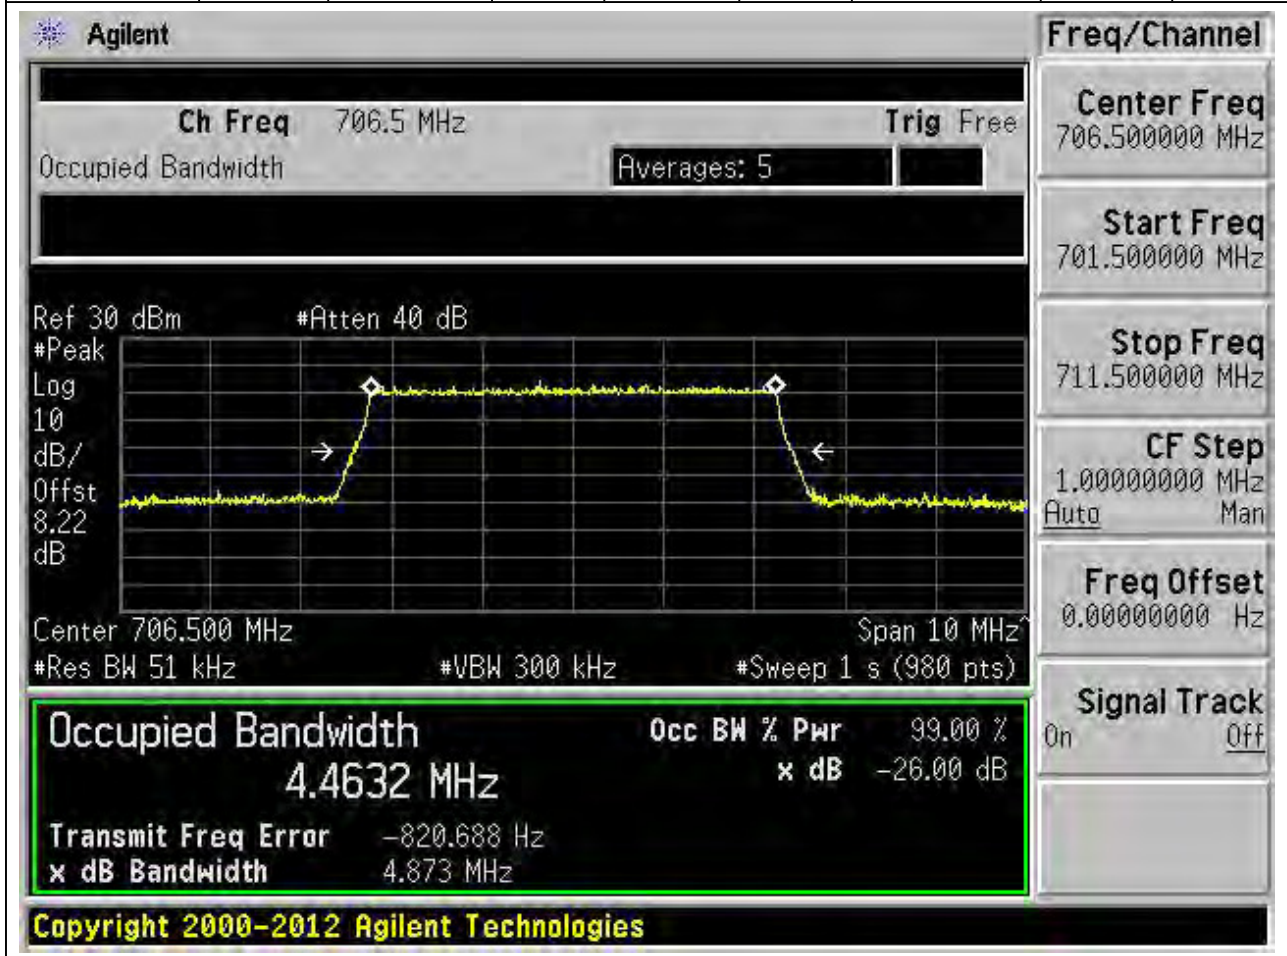 Agilent
Freq/Channel
Ch Freq 706.5 MHz Trig Free
Occupied Bandwidth Averages: 5
Center Freq
706.500000 MHz
Start Freq
701.500000 MHz
Stop Freq
711.500000 MHz
CF Step
1.00000000 MHz
Auto Man
Freq Offset
0.00000000 Hz
Signal Track
On Off
Ref 30 dBm #Atten 40 dB
#Peak
Log
10
dB/
Offst
8.22
dB
Center 706.500 MHz Span 10 MHz^
#Res BW 51 kHz #VBW 300 kHz #Sweep 1 s (980 pts)
Occupied Bandwidth Occ BW % Pwr 99.00 %
4.4632 MHz x dB -26.00 dB
Transmit Freq Error -820.688 Hz
x dB Bandwidth 4.873 MHz
Copyright 2000-2012 Agilent Technologies